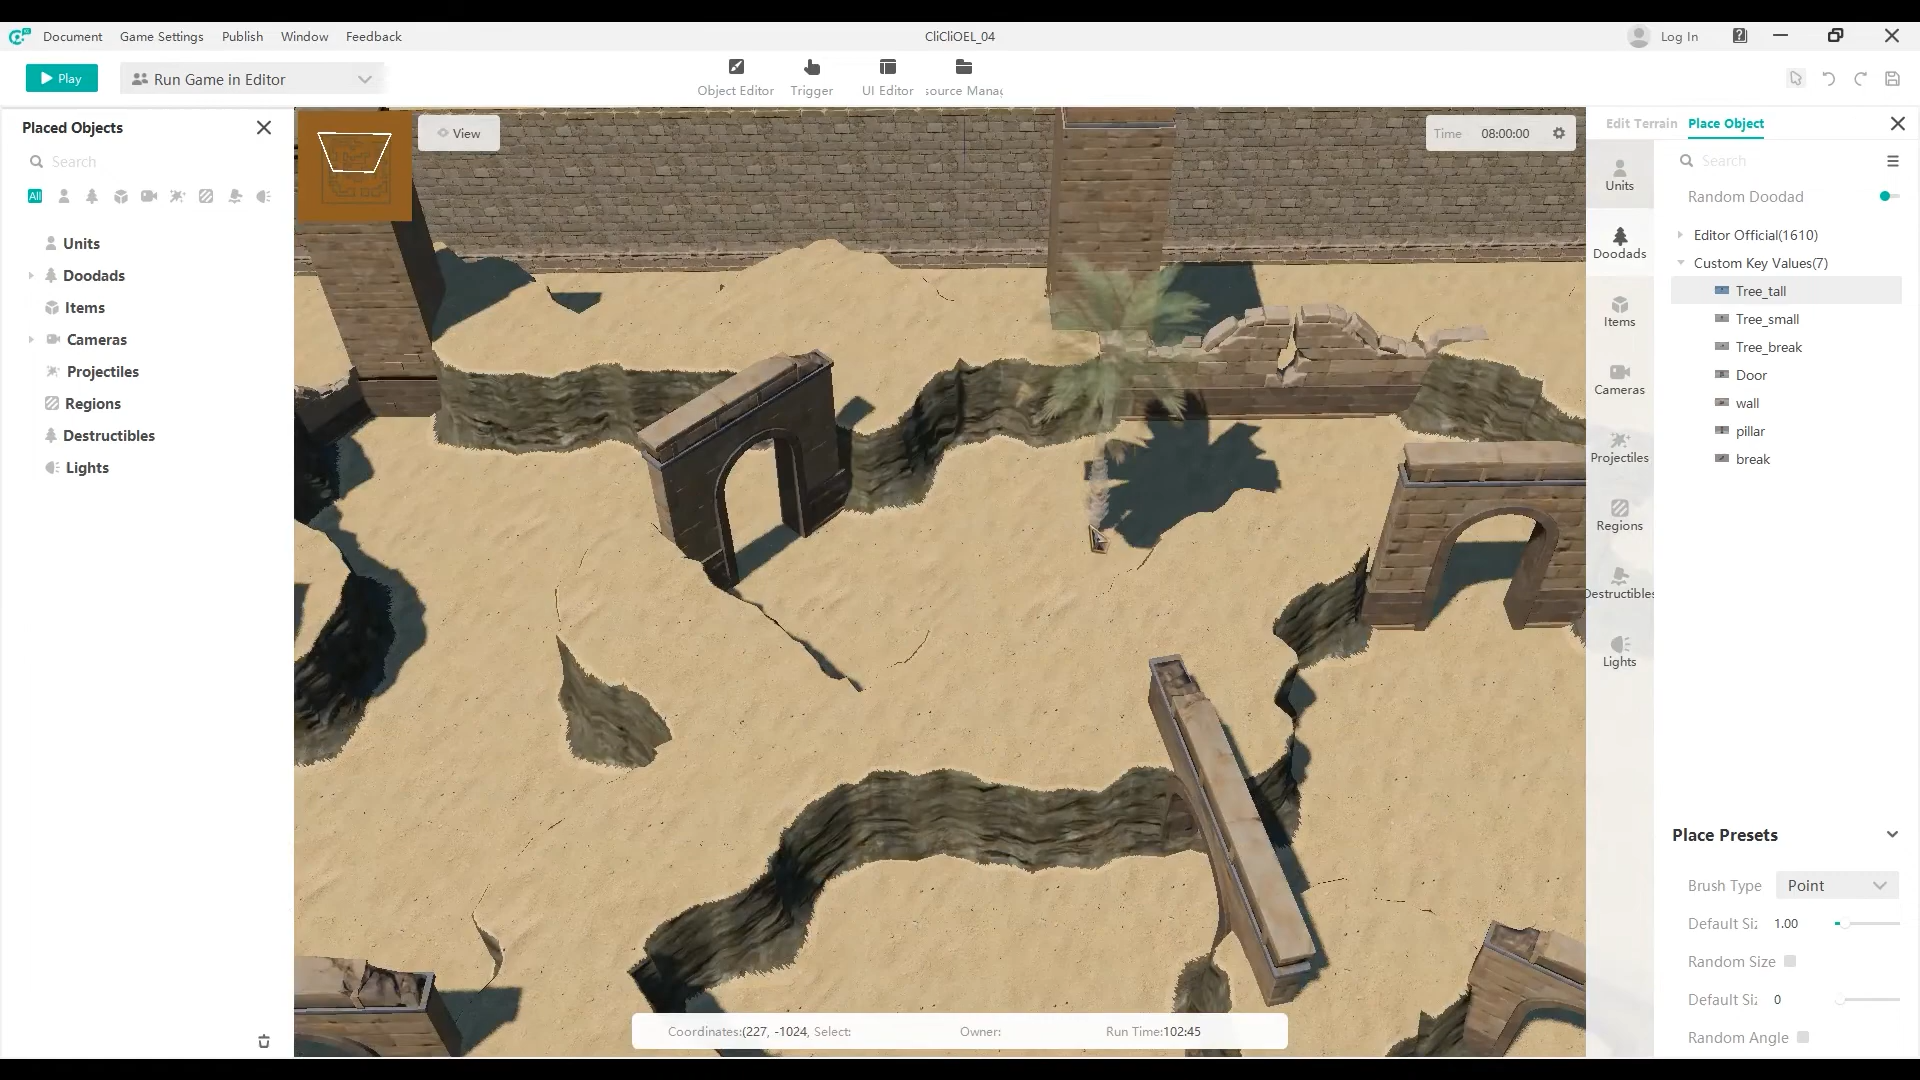 Document Game Settings Publish Window Feedback
CliCliOEL_04
Log In
Play
Run Game in Editor
Object Editor
Trigger
UI Editor
source Manag
Placed Objects
Search
All
Units
Doodads
Items
Cameras
Projectiles
Regions
Destructibles
Lights
View
Time 08:00:00
Coordinates:(227, -1024, Select: Owner: Run Time:102:45
Edit Terrain Place Object
Units
Doodads
Items
Cameras
Projectiles
Regions
Destructibles
Lights
Search
Random Doodad
Editor Official(1610)
Custom Key Values(7)
Tree_tall
Tree_small
Tree_break
Door
wall
pillar
break
Place Presets
Brush Type Point
Default Siz 1.00
Random Size
Default Siz 0
Random Angle